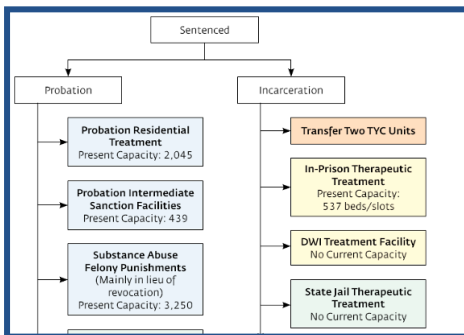 Sentenced
Probation
Incarceration
Probation Residential
Treatment
Present Capacity: 2,045
Probation Intermediate
Sanction Facilities
Present Capacity: 439
Substance Abuse
Felony Punishments
(Mainly in lieu of
revocation)
Present Capacity: 3,250
Transfer Two TYC Units
In-Prison Therapeutic
Treatment
Present Capacity:
537 beds/slots
DWI Treatment Facility
No Current Capacity
State Jail Therapeutic
Treatment
No Current Capacity